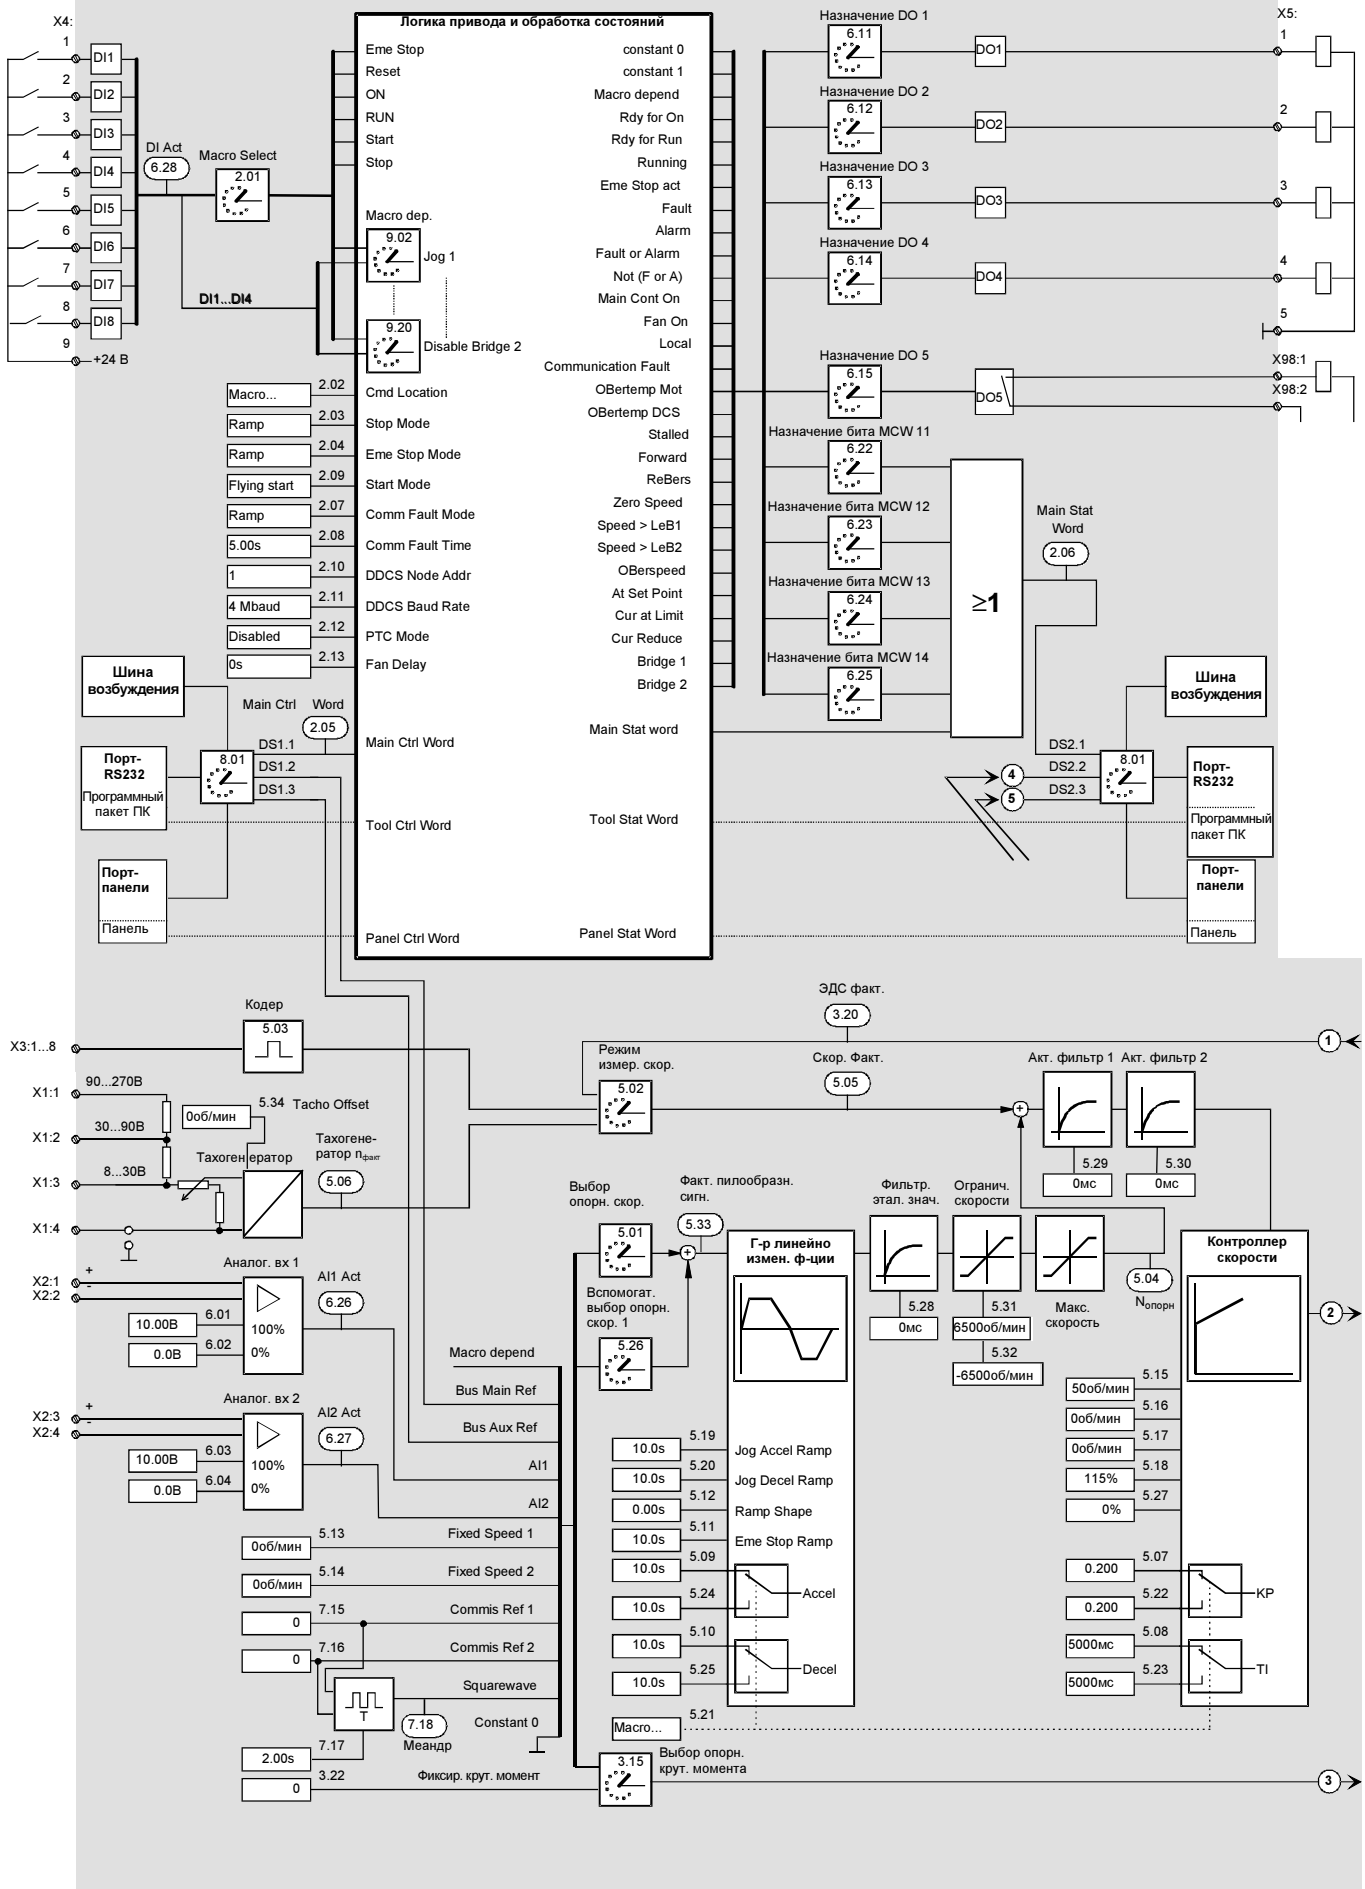 X4:
1
DI1
2
DI2
3
DI3
4
DI4
5
DI5
6
DI6
7
DI7
8
DI8
9
+24 В
DI Act
6.28
Macro Select
2.01
DI1...DI4
Логика привода и обработка состояний
Eme Stop
Reset
ON
RUN
Start
Stop
Macro dep.
9.02
Jog 1
9.20
Disable Bridge 2
Macro...
2.02
Cmd Location
Ramp
2.03
Stop Mode
Ramp
2.04
Eme Stop Mode
Flying start
2.09
Start Mode
Ramp
2.07
Comm Fault Mode
5.00s
2.08
Comm Fault Time
1
2.10
DDCS Node Addr
4 Mbaud
2.11
DDCS Baud Rate
Disabled
2.12
PTC Mode
0s
2.13
Fan Delay
constant 0
constant 1
Macro depend
Rdy for On
Rdy for Run
Running
Eme Stop act
Fault
Alarm
Fault or Alarm
Not (F or A)
Main Cont On
Fan On
Local
Communication Fault
OBertemp Mot
OBertemp DCS
Stalled
Forward
ReBers
Zero Speed
Speed > LeB1
Speed > LeB2
OBerspeed
At Set Point
Cur at Limit
Cur Reduce
Bridge 1
Bridge 2
Main Stat word
Tool Stat Word
Panel Stat Word
Main Ctrl Word
Tool Ctrl Word
Panel Ctrl Word
Назначение DO 1
6.11
DO1
Назначение DO 2
6.12
DO2
Назначение DO 3
6.13
DO3
Назначение DO 4
6.14
DO4
Назначение DO 5
6.15
DO5
X5:
1
2
3
4
5
X98:1
X98:2
Назначение бита MCW 11
6.22
Назначение бита MCW 12
6.23
Назначение бита MCW 13
6.24
Назначение бита MCW 14
6.25
≥1
Main Stat
Word
2.06
Шина
возбуждения
Main Ctrl Word
2.05
DS1.1
DS1.2
DS1.3
8.01
Порт-
RS232
Программный
пакет ПК
Порт-
панели
Панель
Шина
возбуждения
DS2.1
DS2.2
DS2.3
4
5
8.01
Порт-
RS232
Программный
пакет ПК
Порт-
панели
Панель
Кодер
5.03
X3:1...8
X1:1
90...270В
X1:2
30...90В
X1:3
8...30В
X1:4
0об/мин
5.34
Tacho Offset
Тахогенератор
Тахогене-
ратор nфакт
5.06
ЭДС факт.
3.20
1
Режим
измер. скор.
5.02
Скор. Факт.
5.05
Акт. фильтр 1
Акт. фильтр 2
5.29
0мс
5.30
0мс
Выбор
опорн. скор.
5.01
Факт. пилообразн.
сигн.
5.33
Вспомогат.
выбор опорн.
скор. 1
5.26
Г-р линейно
измен. ф-ции
Фильтр.
этал. знач.
5.28
0мс
Огранич.
скорости
5.31
6500об/мин
5.32
-6500об/мин
Макс.
скорость
5.04
Nопорн
Контроллер
скорости
2
X2:1
X2:2
+
-
Аналог. вх 1
10.00В
6.01
100%
0.0В
6.02
0%
AI1 Act
6.26
X2:3
X2:4
+
-
Аналог. вх 2
10.00В
6.03
100%
0.0В
6.04
0%
AI2 Act
6.27
Macro depend
Bus Main Ref
Bus Aux Ref
AI1
AI2
0об/мин
5.13
Fixed Speed 1
0об/мин
5.14
Fixed Speed 2
0
7.15
Commis Ref 1
0
7.16
Commis Ref 2
Squarewave
T
7.18
Меандр
Constant 0
2.00s
7.17
0
3.22
Фиксир. крут. момент
3.15
Выбор опорн.
крут. момента
3
10.0s
5.19
Jog Accel Ramp
10.0s
5.20
Jog Decel Ramp
0.00s
5.12
Ramp Shape
10.0s
5.11
Eme Stop Ramp
10.0s
5.09
10.0s
5.24
Accel
10.0s
5.10
10.0s
5.25
Decel
Macro...
5.21
50об/мин
5.15
0об/мин
5.16
0об/мин
5.17
115%
5.18
0%
5.27
0.200
5.07
0.200
5.22
KP
5000мс
5.08
5000мс
5.23
TI